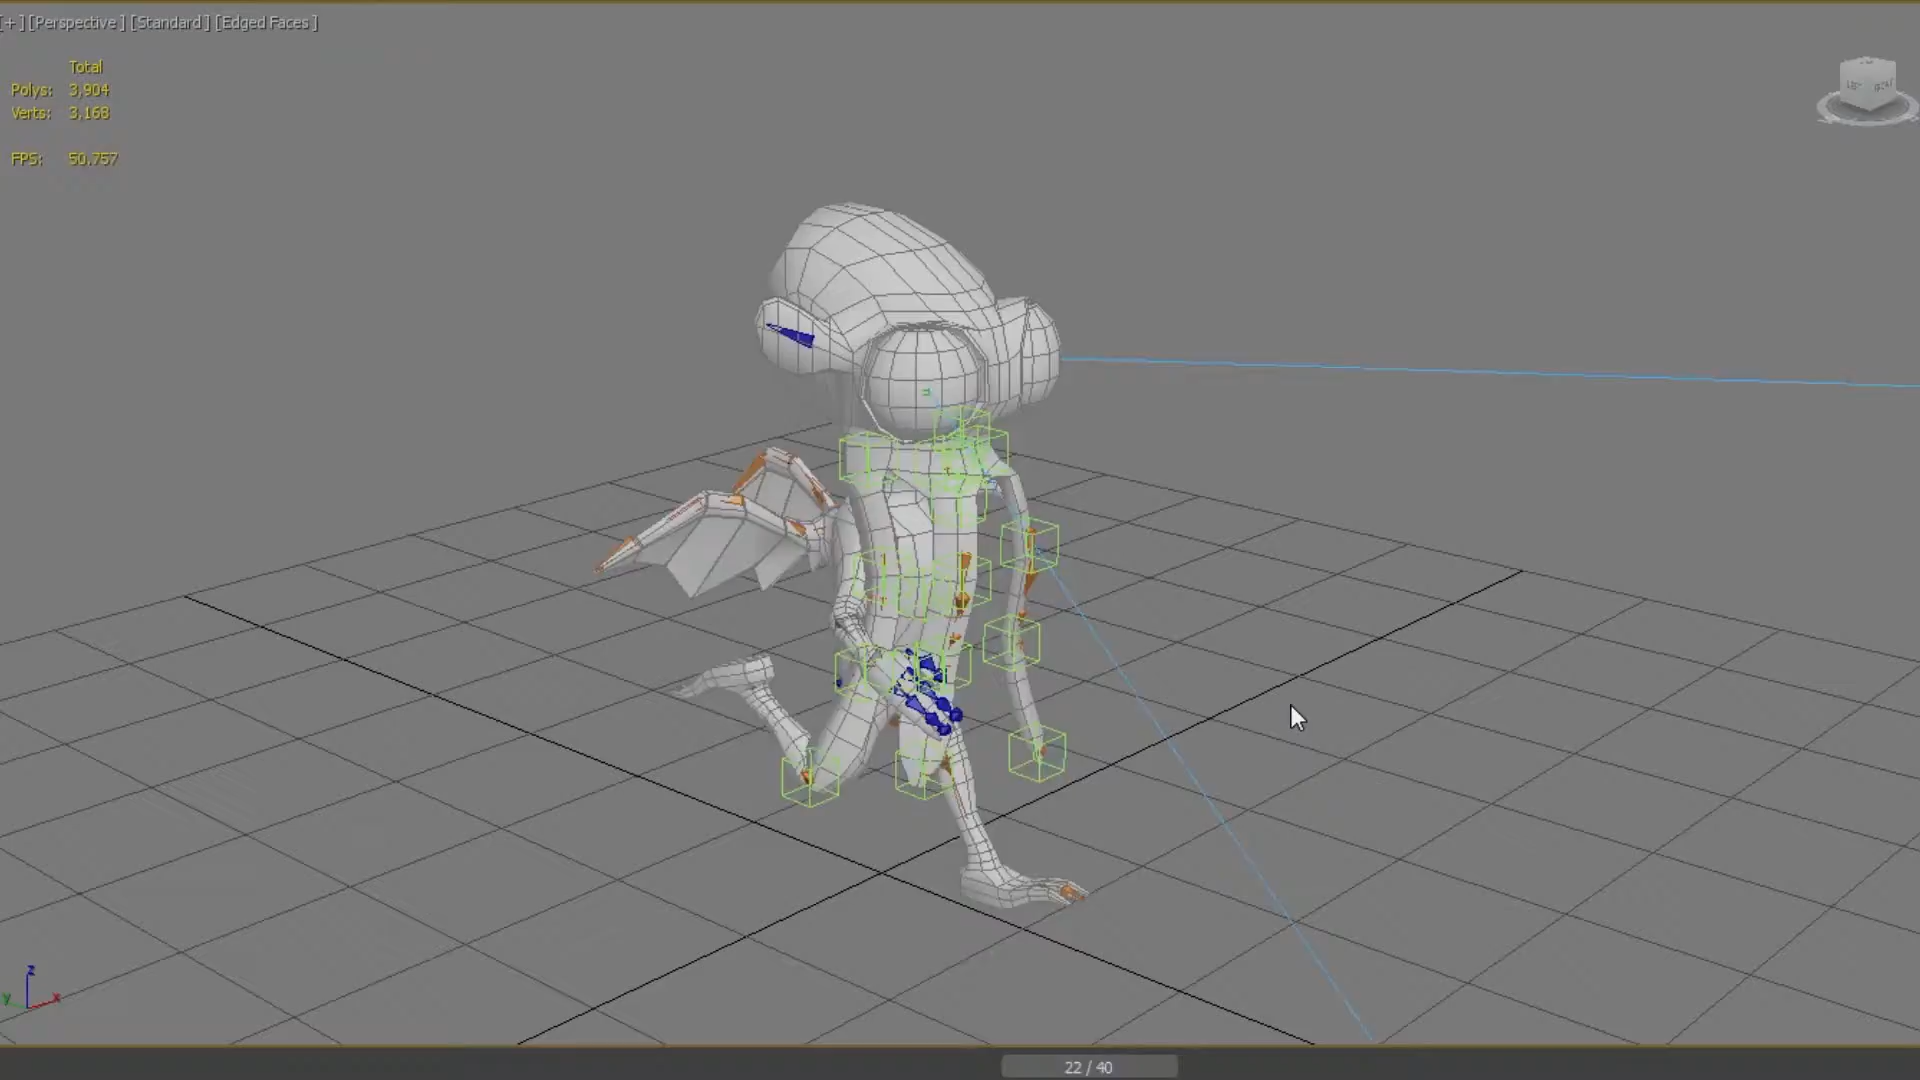 [+][Perspective][Standard][Edged Faces]
Total
Polys: 3,904
Verts: 3,168
FPS: 50.757
z
y x
22 / 40